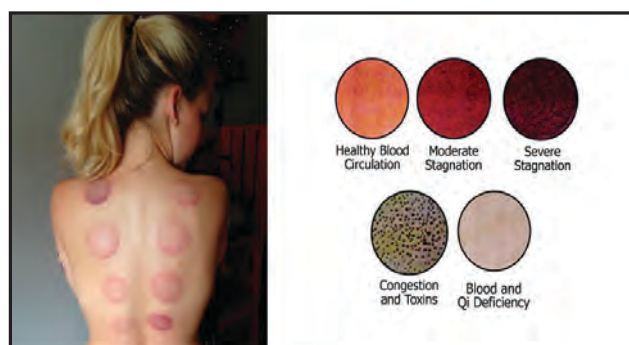 Healthy Blood
Circulation
Moderate
Stagnation
Severe
Stagnation
Congestion
and Toxins
Blood and
Qi Deficiency